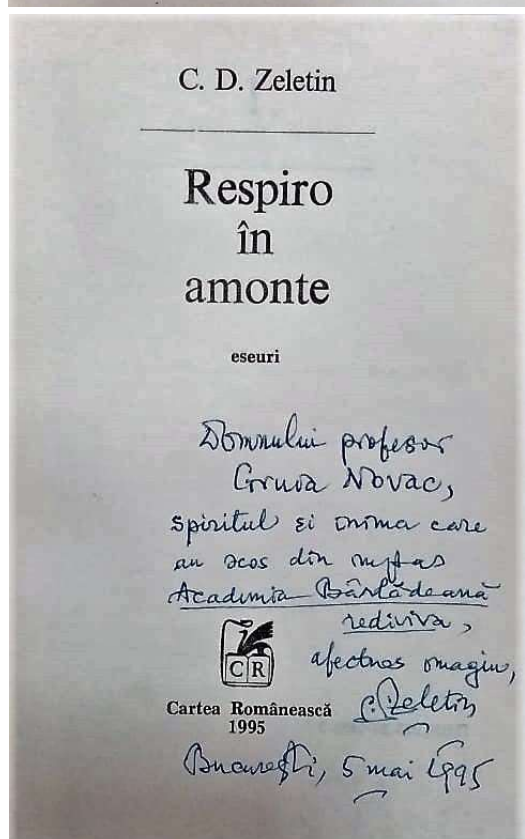 C. D. Zeletin
Respiro
în
amonte
eseuri
Domnului profesor
Gruia Novac,
spiritul și inima care
au scos din
Academia Bârlădeană
rediviva,
afectuos omagiu,
C. D. Zeletin
CR
Cartea Românească
1995
București, 5 mai 1995